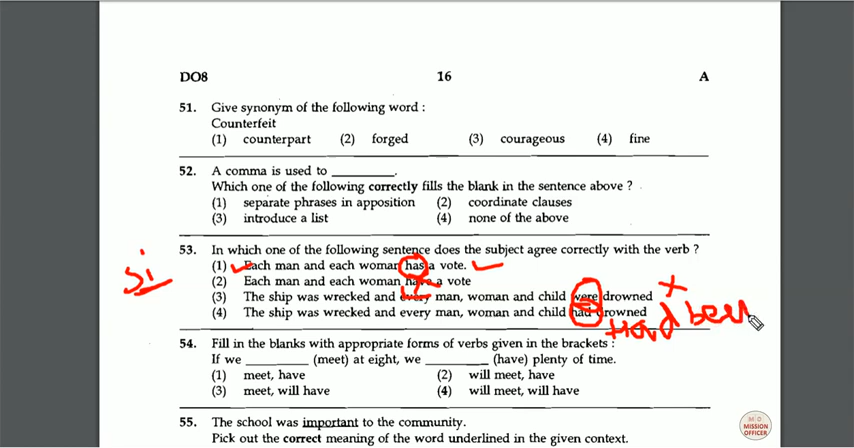 DO8 16 A
51. Give synonym of the following word :
Counterfeit
(1) counterpart (2) forged (3) courageous (4) fine
52. A comma is used to __________.
Which one of the following correctly fills the blank in the sentence above ?
(1) separate phrases in apposition (2) coordinate clauses
(3) introduce a list (4) none of the above
53. In which one of the following sentence does the subject agree correctly with the verb ?
(1) Each man and each woman has a vote.
(2) Each man and each woman have a vote
(3) The ship was wrecked and every man, woman and child were drowned
(4) The ship was wrecked and every man, woman and child had drowned
Si
Had been
54. Fill in the blanks with appropriate forms of verbs given in the brackets :
If we __________ (meet) at eight, we __________ (have) plenty of time.
(1) meet, have (2) will meet, have
(3) meet, will have (4) will meet, will have
55. The school was important to the community.
Pick out the correct meaning of the word underlined in the given context.
M D
MISSION
OFFICER